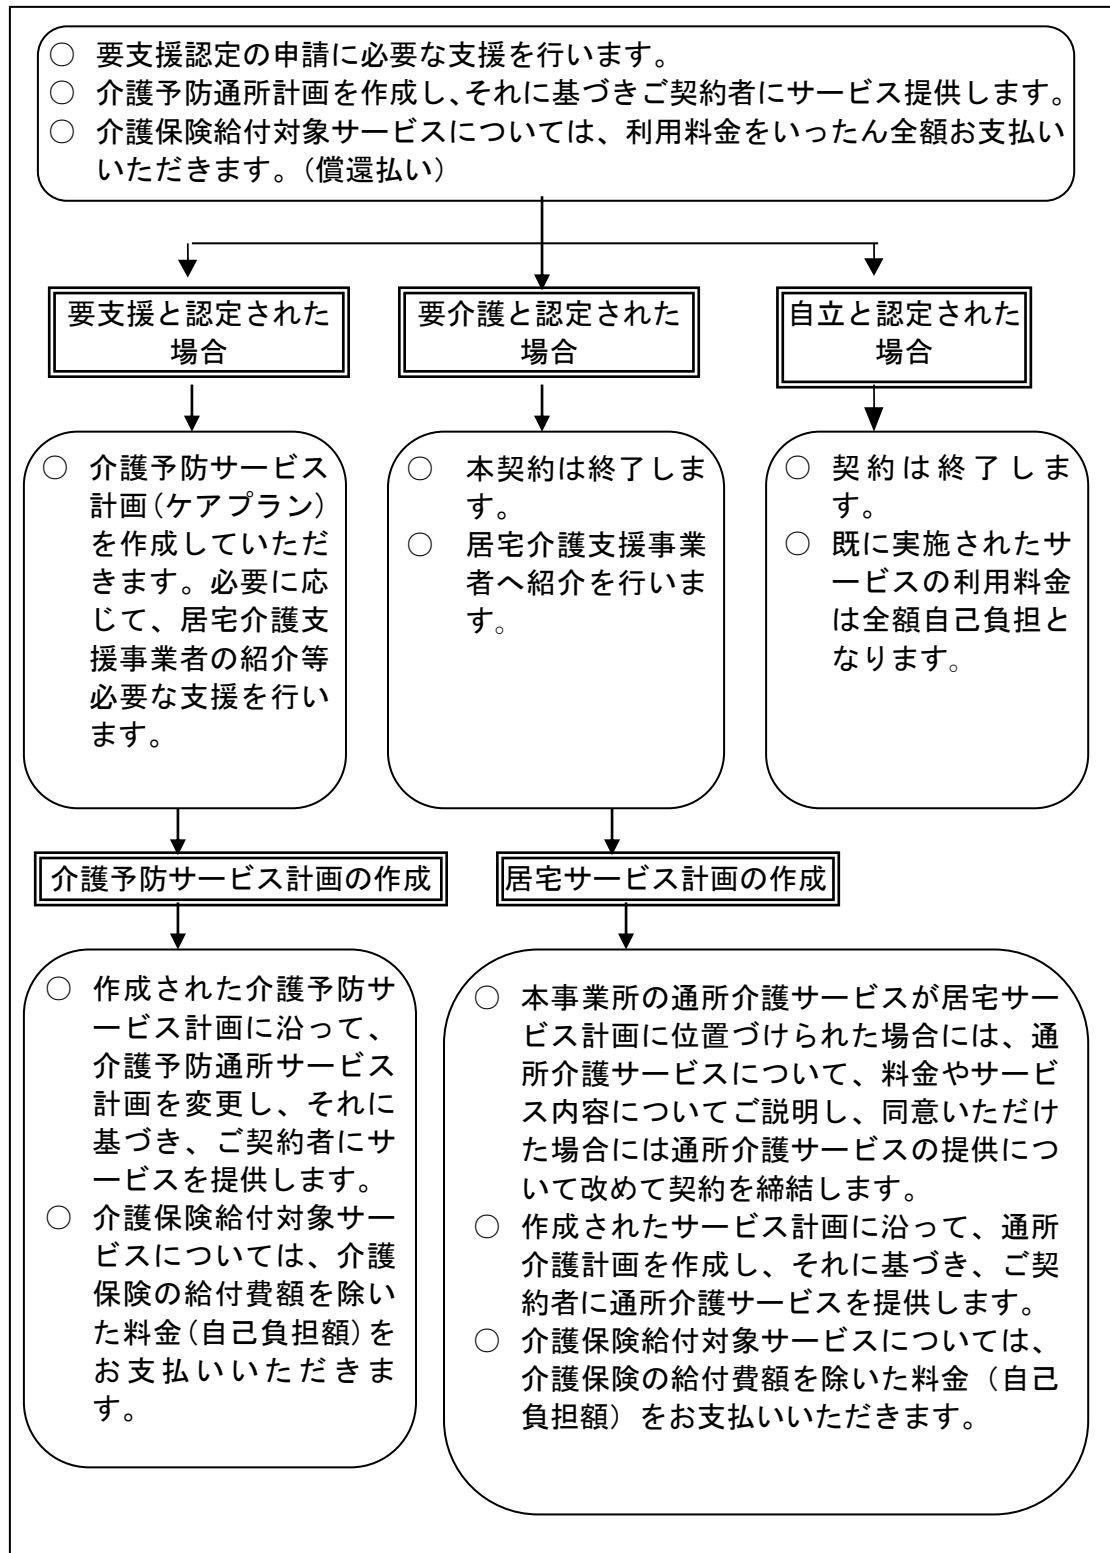 ○ 要支援認定の申請に必要な支援を行います。
○ 介護予防通所計画を作成し、それに基づきご契約者にサービス提供します。
○ 介護保険給付対象サービスについては、利用料金をいったん全額お支払い
いただきます。(償還払い)
要支援と認定された
場合
要介護と認定された
場合
自立と認定された
場合
○ 介護予防サービス
計画(ケアプラン)
を作成していただ
きます。必要に応
じて、居宅介護支
援事業者の紹介等
必要な支援を行い
ます。
○ 本契約は終了しま
す。
○ 居宅介護支援事業
者へ紹介を行いま
す。
○ 契約は終了しま
す。
○ 既に実施されたサ
ービスの利用料金
は全額自己負担と
なります。
介護予防サービス計画の作成
居宅サービス計画の作成
○ 作成された介護予防サ
ービス計画に沿って、
介護予防通所サービス
計画を変更し、それに
基づき、ご契約者にサ
ービスを提供します。
○ 介護保険給付対象サー
ビスについては、介護
保険の給付費額を除い
た料金(自己負担額)を
お支払いいただきま
す。
○ 本事業所の通所介護サービスが居宅サー
ビス計画に位置づけられた場合には、通
所介護サービスについて、料金やサービ
ス内容についてご説明し、同意いただけ
た場合には通所介護サービスの提供につ
いて改めて契約を締結します。
○ 作成されたサービス計画に沿って、通所
介護計画を作成し、それに基づき、ご契
約者に通所介護サービスを提供します。
○ 介護保険給付対象サービスについては、
介護保険の給付費額を除いた料金(自己
負担額)をお支払いいただきます。